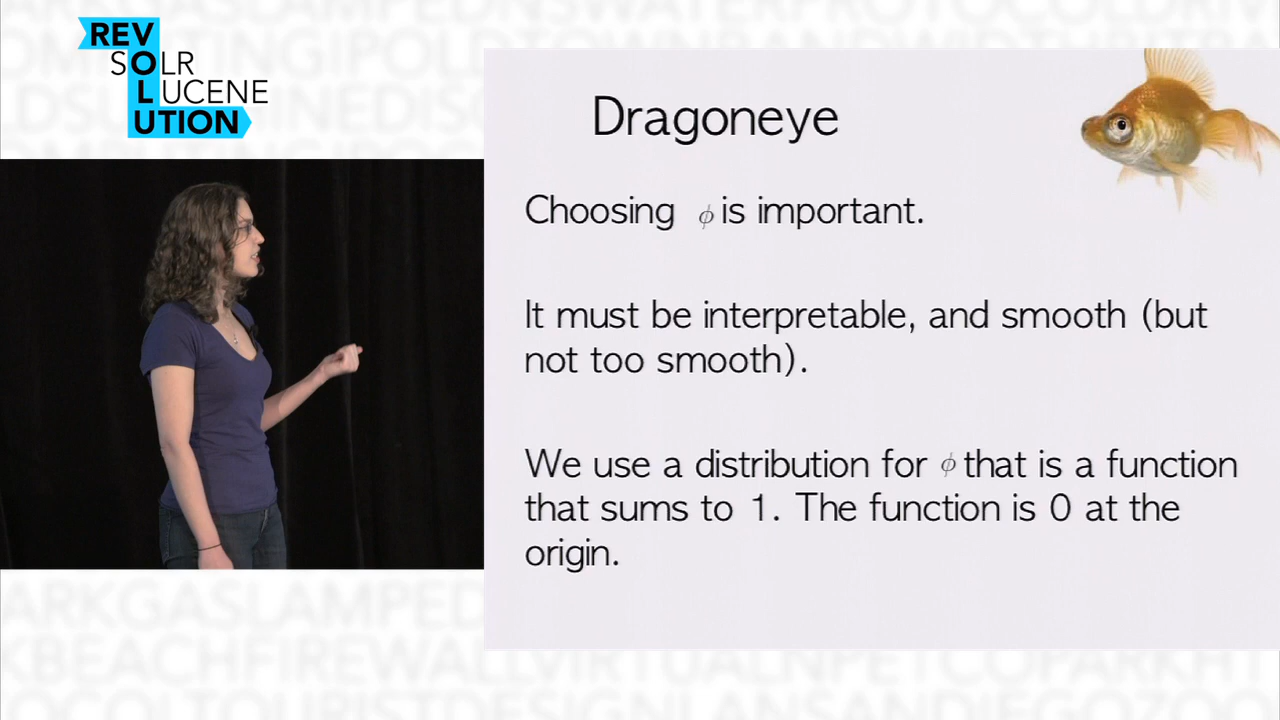 REV
SOLR
LUCENE
UTION
Dragoneye
Choosing ϕ is important.
It must be interpretable, and smooth (but
not too smooth).
We use a distribution for ϕ that is a function
that sums to 1. The function is 0 at the
origin.